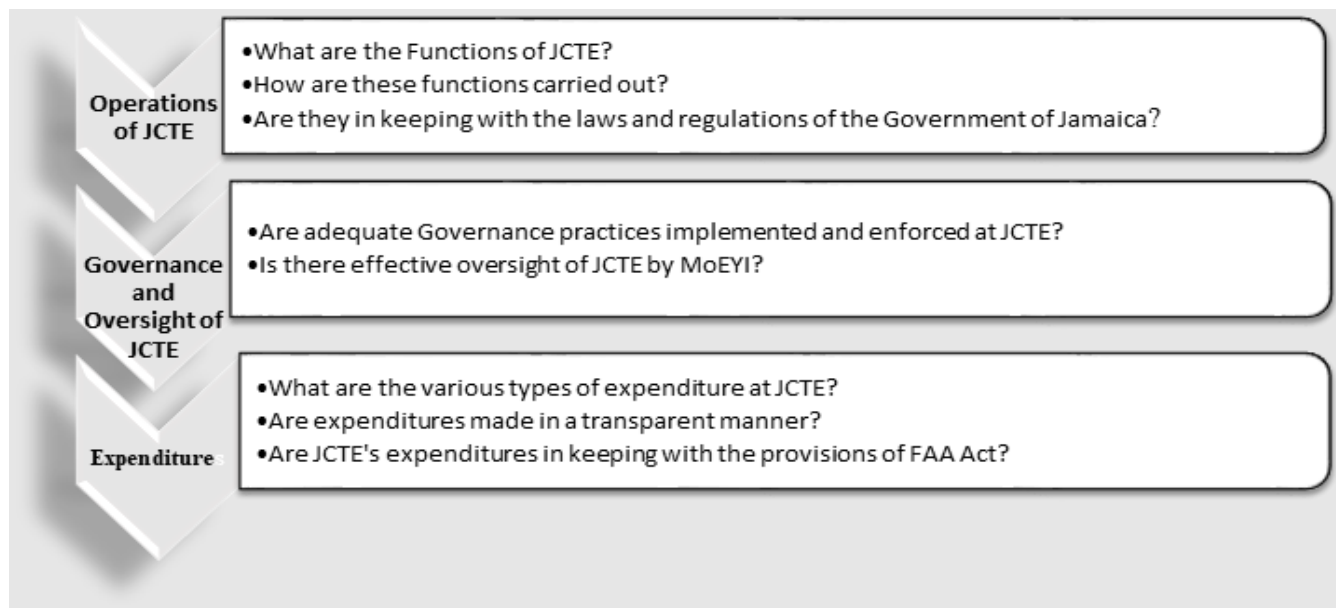 Operations
of JCTE
•What are the Functions of JCTE?
•How are these functions carried out?
•Are they in keeping with the laws and regulations of the Government of Jamaica?
Governance
and
Oversight of
JCTE
•Are adequate Governance practices implemented and enforced at JCTE?
•Is there effective oversight of JCTE by MoEYI?
Expenditures
•What are the various types of expenditure at JCTE?
•Are expenditures made in a transparent manner?
•Are JCTE's expenditures in keeping with the provisions of FAA Act?